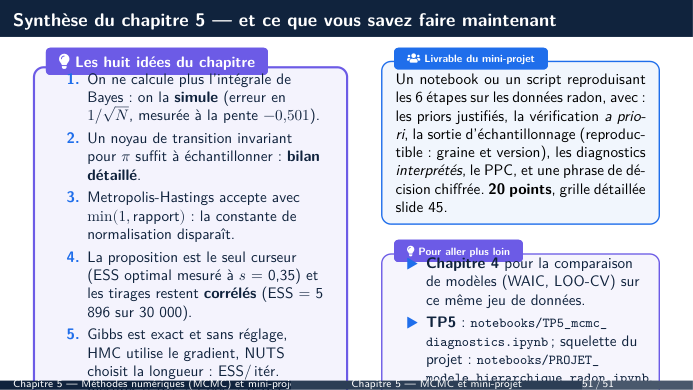 Synthèse du chapitre 5 — et ce que vous savez faire maintenant
Les huit idées du chapitre
1. On ne calcule plus l'intégrale de
Bayes : on la simule (erreur en
1/√N, mesurée à la pente −0,501).
2. Un noyau de transition invariant
pour π suffit à échantillonner : bilan
détaillé.
3. Metropolis-Hastings accepte avec
min(1, rapport) : la constante de
normalisation disparaît.
4. La proposition est le seul curseur
(ESS optimal mesuré à s = 0,35) et
les tirages restent corrélés (ESS = 5
896 sur 30 000).
5. Gibbs est exact et sans réglage,
HMC utilise le gradient, NUTS
choisit la longueur : ESS/itér.
Livrable du mini-projet
Un notebook ou un script reproduisant
les 6 étapes sur les données radon, avec :
les priors justifiés, la vérification a prio-
ri, la sortie d'échantillonnage (reproduc-
tible : graine et version), les diagnostics
interprétés, le PPC, et une phrase de dé-
cision chiffrée. 20 points, grille détaillée
slide 45.
Pour aller plus loin
▶ Chapitre 4 pour la comparaison
de modèles (WAIC, LOO-CV) sur
ce même jeu de données.
▶ TP5 : notebooks/TP5_mcmc_
diagnostics.ipynb ; squelette du
projet : notebooks/PROJET_
modele_hierarchique_radon.ipynb
Chapitre 5 — Méthodes numériques (MCMC) et mini-proj
Chapitre 5 — MCMC et mini-projet
51 / 51